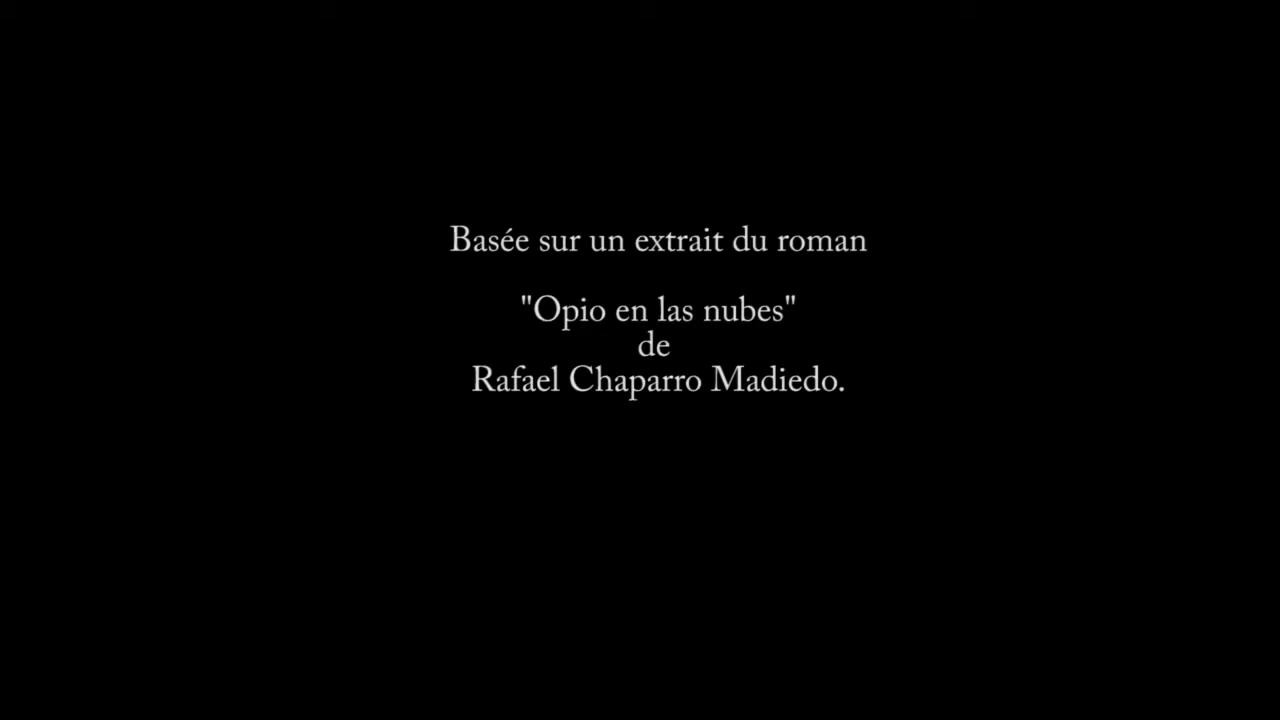 Basée sur un extrait du roman
"Opio en las nubes"
de
Rafael Chaparro Madiedo.